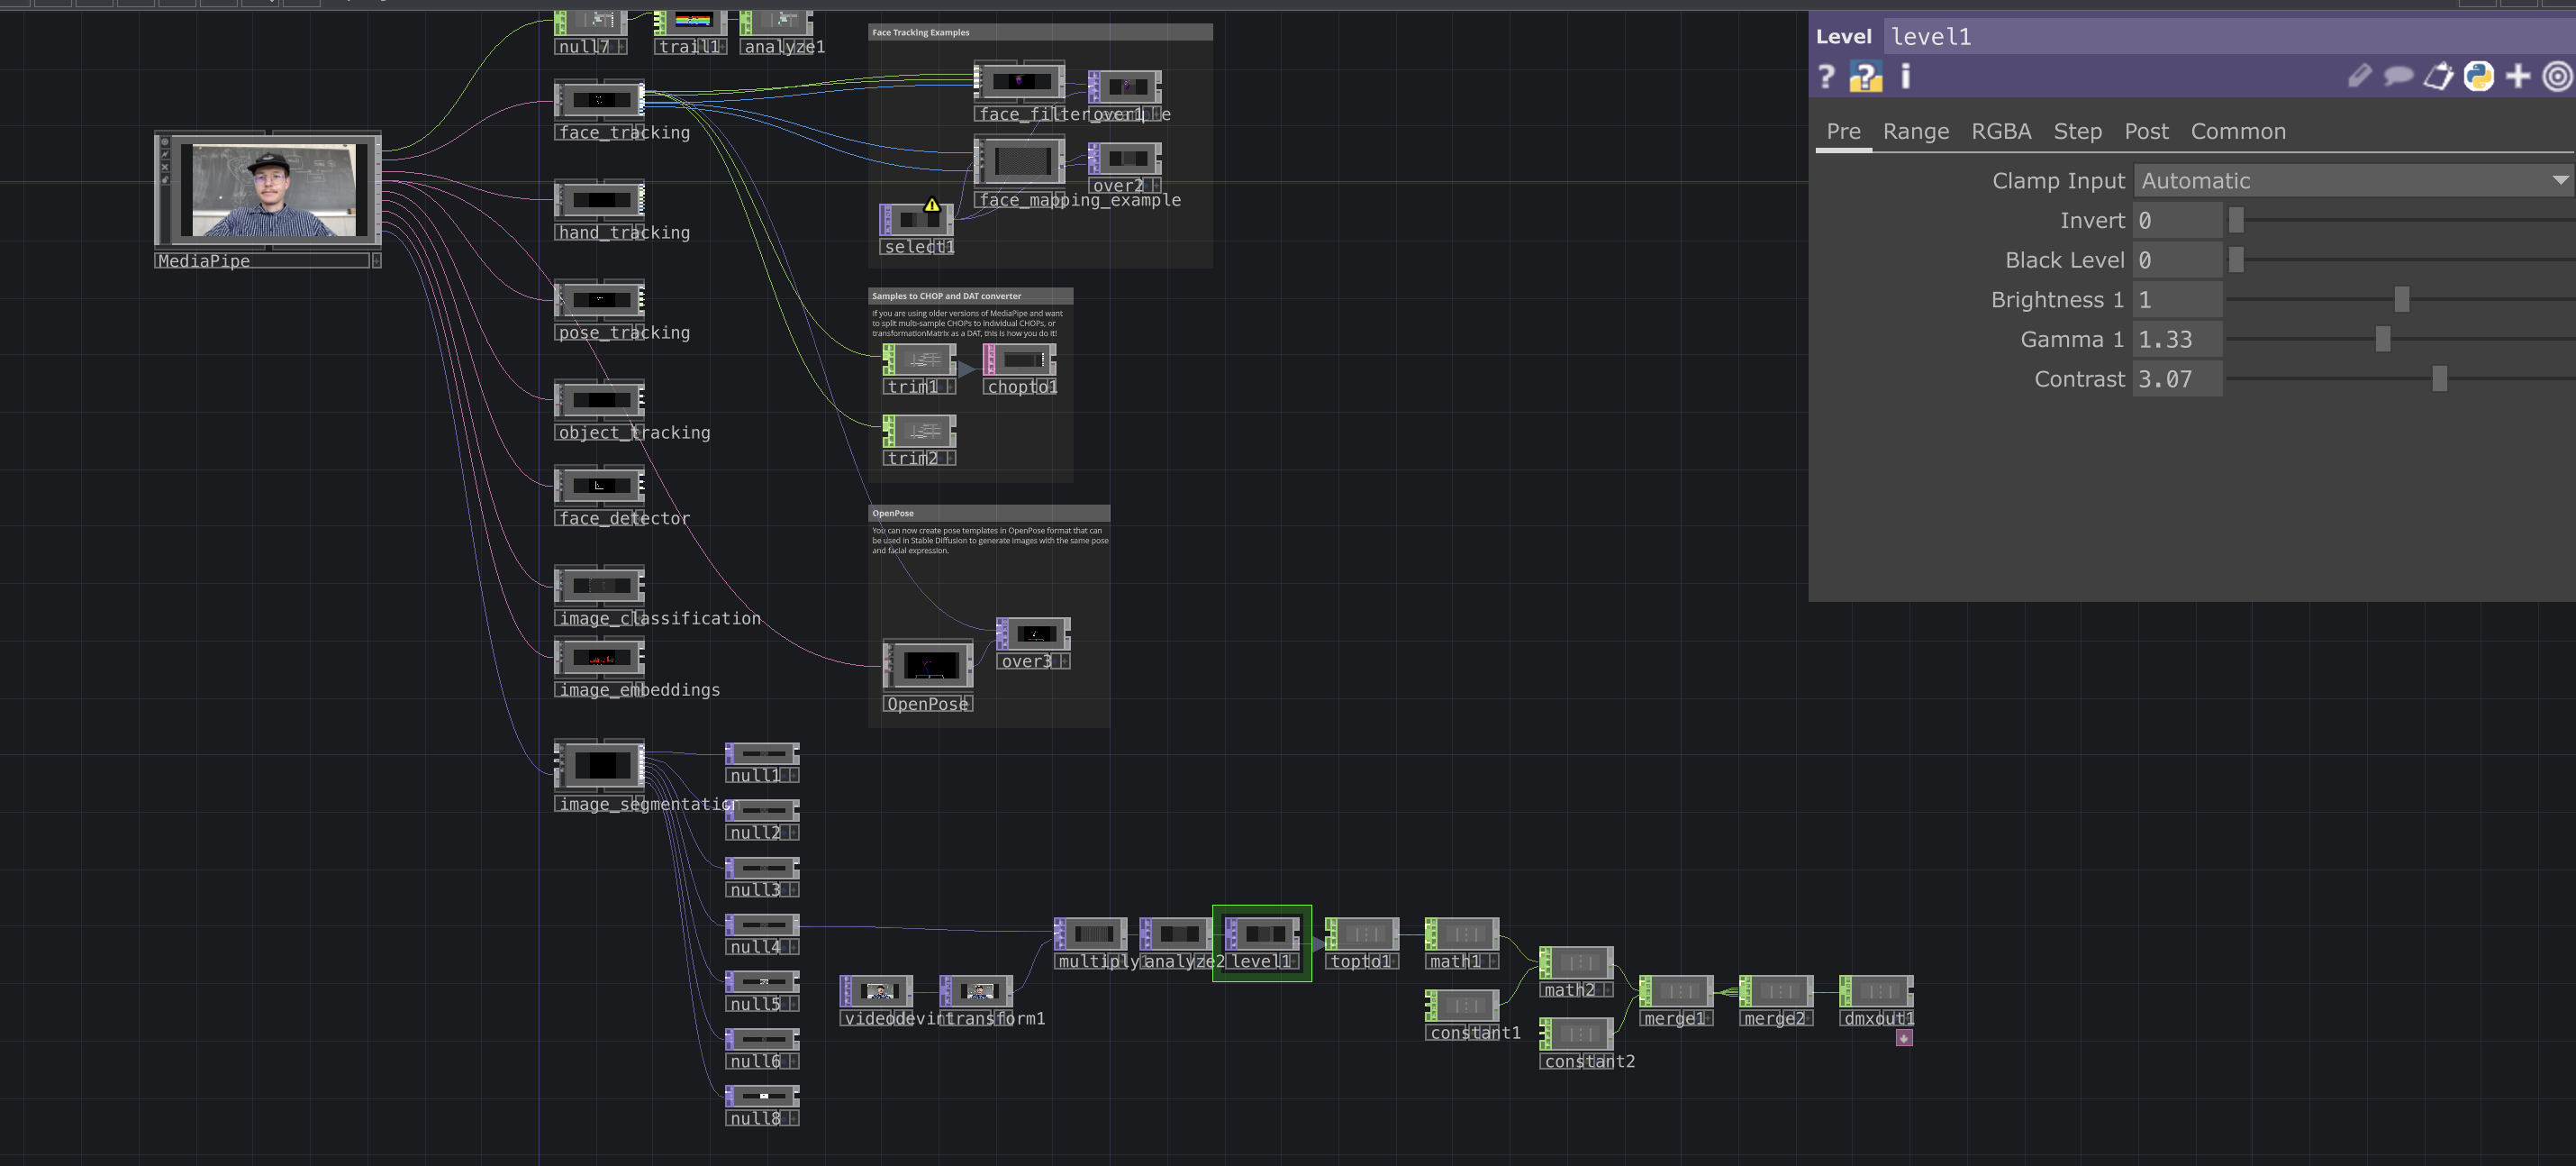 null7
trail1
analyze1
face_tracking
hand_tracking
pose_tracking
object_tracking
face_detector
image_classification
image_embeddings
image_segmentation
MediaPipe
Face Tracking Examples
over1
face_mapping_example
over2
select1
Samples to CHOP and DAT converter
If you are using older versions of MediaPipe and want
to split multi-sample CHOPs to individual CHOPs, or
transformationMatrix as a DAT, this is how you do it!
trim1
chopto1
trim2
OpenPose
You can now create pose templates in OpenPose format that can
be used in Stable Diffusion to generate images with the same pose
and facial expression.
over3
OpenPose
null1
null2
null3
null4
null5
null6
null8
multiply1
analyze2
level1
topto1
math1
transform1
constant1
math2
constant2
merge1
merge2
dmxout1
Level level1
? ? i
Pre Range RGBA Step Post Common
Clamp Input Automatic
Invert 0
Black Level 0
Brightness 1 1
Gamma 1 1.33
Contrast 3.07